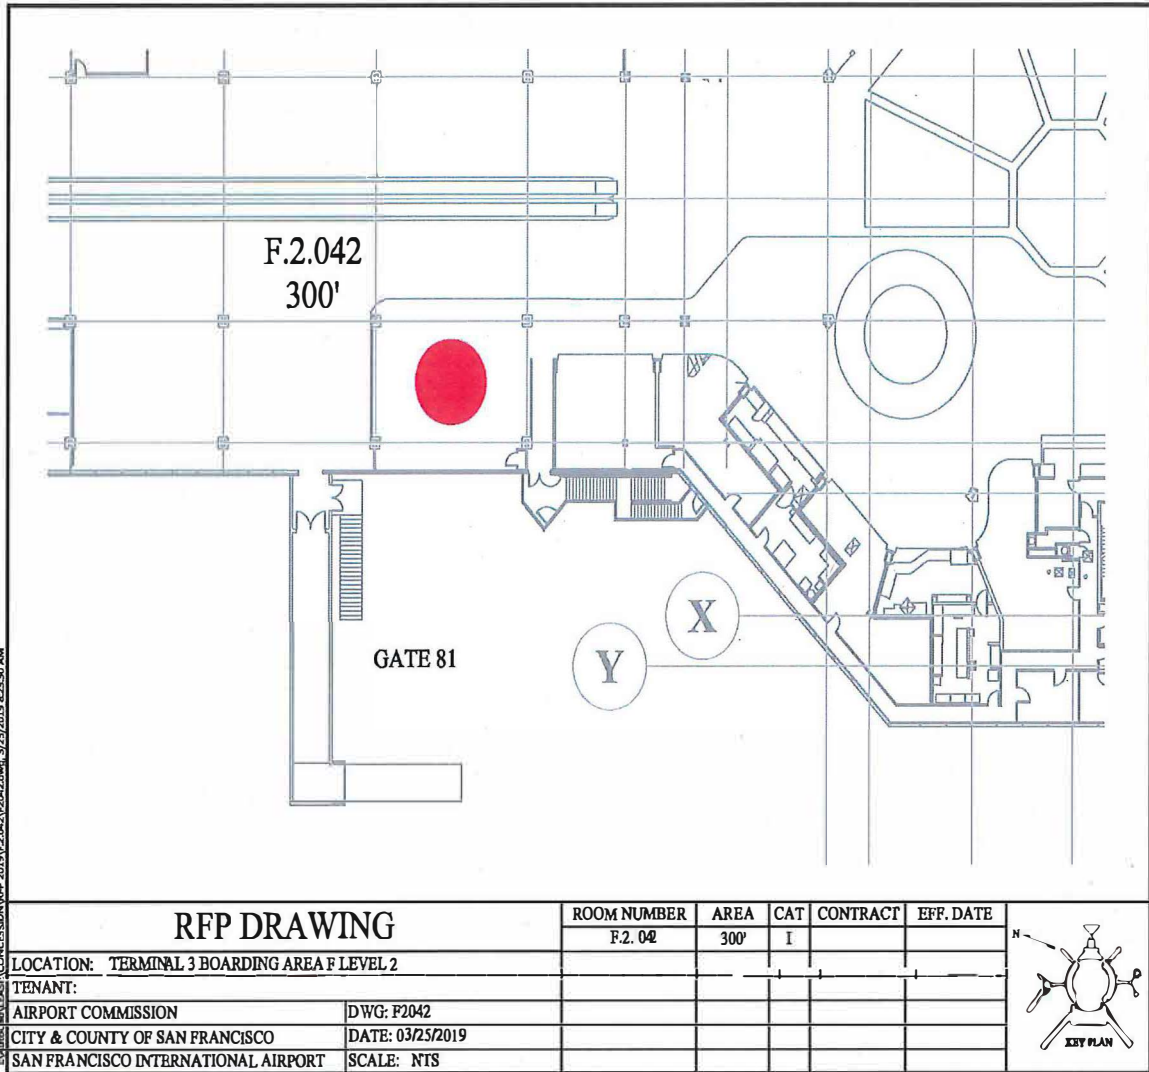 F.2.042
300'
GATE 81
X
Y
RFP DRAWING
LOCATION: TERMINAL 3 BOARDING AREA F LEVEL 2
TENANT:
AIRPORT COMMISSION DWG: F2042
CITY & COUNTY OF SAN FRANCISCO DATE: 03/25/2019
SAN FRANCISCO INTERNATIONAL AIRPORT SCALE: NTS
ROOM NUMBER AREA CAT CONTRACT EFF. DATE
F.2. 042 300' I
N
KEY PLAN